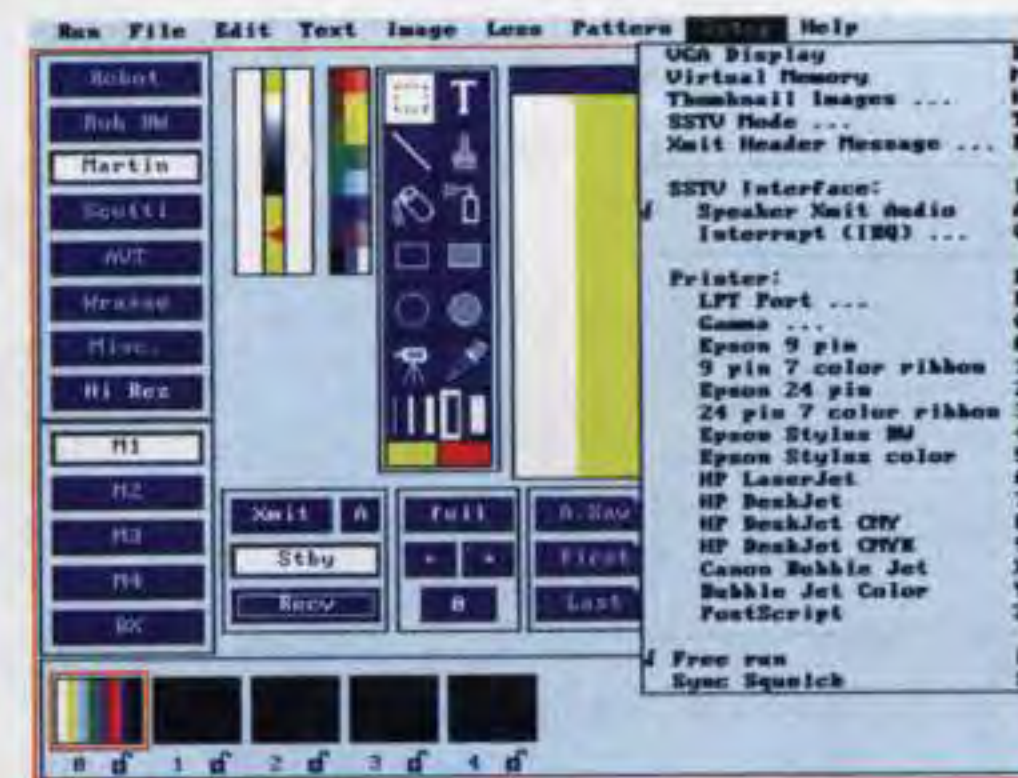 Run File Edit Text Image Less Pattern Help
Robot
Martin
Scotti
AVT
Wraase
Misc.
Hi Rez
M1
M2
M3
M4
BX
T
Xmit A
Stby
Recv
Full
0
A.Sav
First
Last
VGA Display
Virtual Memory
Thumbnail Images ...
SSTV Mode ...
Xmit Header Message ...
SSTV Interface:
Speaker Xmit Audio
Interrupt (IRQ) ...
Printer:
LPT Port ...
Gamma ...
Epson 9 pin
9 pin 7 color ribbon
Epson 24 pin
24 pin 7 color ribbon
Epson Stylus BW
Epson Stylus color
HP LaserJet
HP DeskJet
HP DeskJet CMY
HP DeskJet CMYK
Canon Bubble Jet
Bubble Jet Color
PostScript
Free run
Sync Squelch
0 1 2 3 4